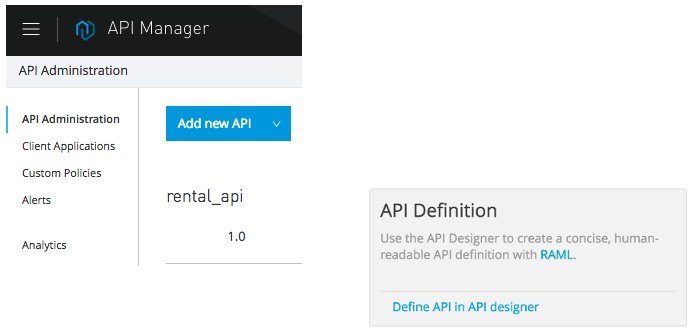 API Manager
API Administration
API Administration
Client Applications
Custom Policies
Alerts
Analytics
Add new API
rental_api
1.0
API Definition
Use the API Designer to create a concise, human-
readable API definition with RAML.
Define API in API designer